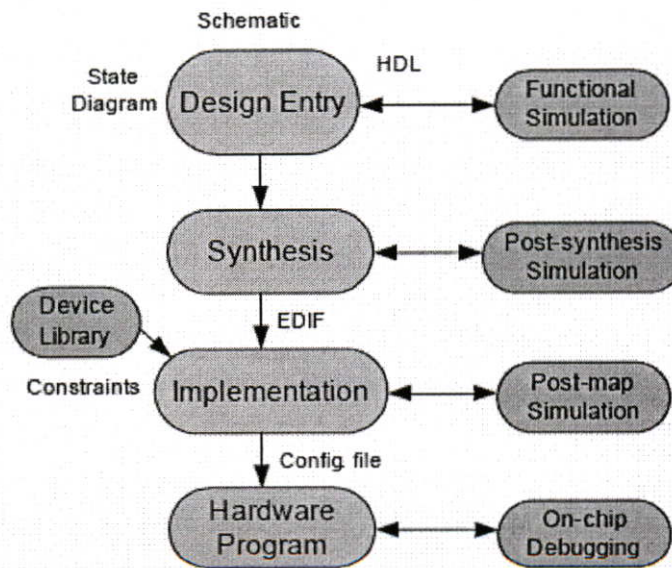 Schematic
HDL
State
Diagram
Design Entry
Functional
Simulation
Synthesis
Post-synthesis
Simulation
EDIF
Device
Library
Constraints
Implementation
Post-map
Simulation
Config. file
Hardware
Program
On-chip
Debugging